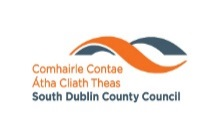 Comhairle Contae
Átha Cliath Theas
South Dublin County Council